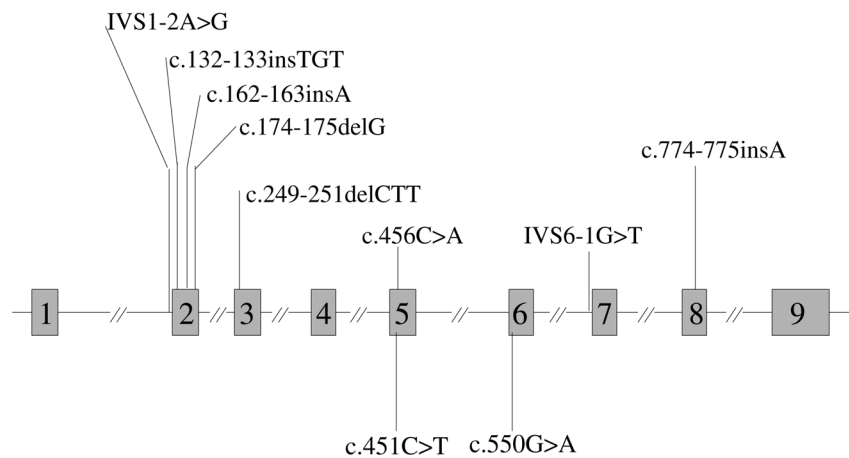 IVS1-2A>G
c.132-133insTGT
c.162-163insA
c.174-175delG
c.774-775insA
c.249-251delCTT
c.456C>A
IVS6-1G>T
1 2 3 4 5 6 7 8 9
c.451C>T
c.550G>A